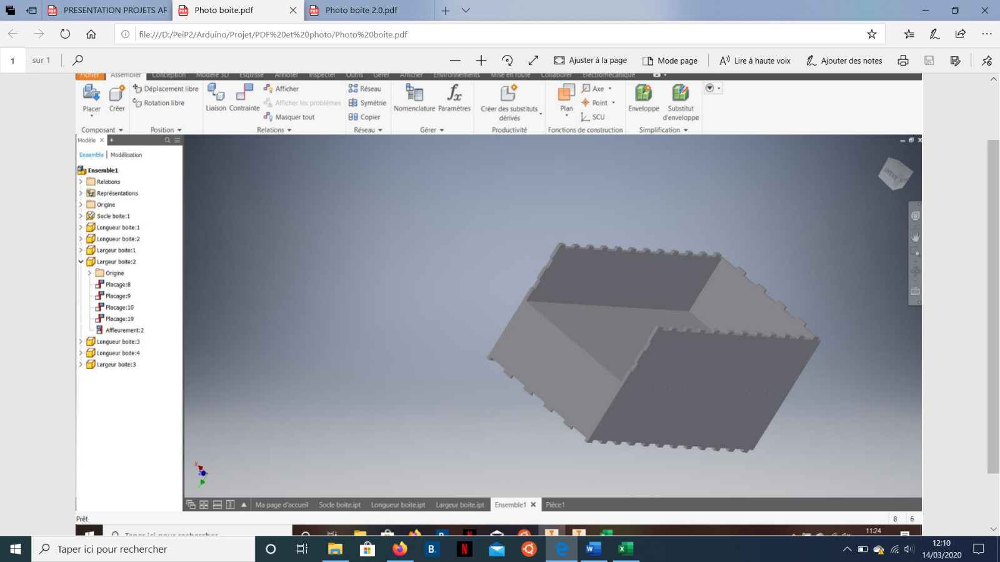 PRESENTATION PROJETS AF
Photo boite.pdf
Photo boite 2.0.pdf
file:///D:/PeiP2/Arduino/Projet/PDF%20et%20photo/Photo%20boite.pdf
1 sur 1
Ajuster à la page
Mode page
Lire à haute voix
Ajouter des notes
Fichier Assembler Conception Modèle 3D Esquisse Annoter Inspecter Outils Gérer Afficher Environnements Mise en route Collaborer Electromécanique
Placer
Créer
Déplacement libre
Rotation libre
Liaison Contrainte
Afficher
Afficher les problèmes
Masquer tout
Réseau
Symétrie
Copier
Nomenclature
fx
Paramètres
Créer des substituts
dérivés
Plan
Axe
Point
SCU
Enveloppe
Substitut
d'enveloppe
Composant Position Relations Réseau Gérer Productivité Fonctions de construction Simplification
Modèle
Ensemble | Modélisation
Ensemble1
Relations
Représentations
Origine
Socle boite:1
Longueur boite:1
Longueur boite:2
Largeur boite:1
Largeur boite:2
Origine
Placage:8
Placage:9
Placage:10
Placage:19
Affleurement:2
Longueur boite:3
Longueur boite:4
Largeur boite:3
AVANT
X
Z
Ma page d'accueil Socle boite.ipt Longueur boite.ipt Largeur boite.ipt Ensemble1 Pièce1
Prêt
8 6
Taper ici pour rechercher
11:24
Taper ici pour rechercher
B.
N
12:10
14/03/2020